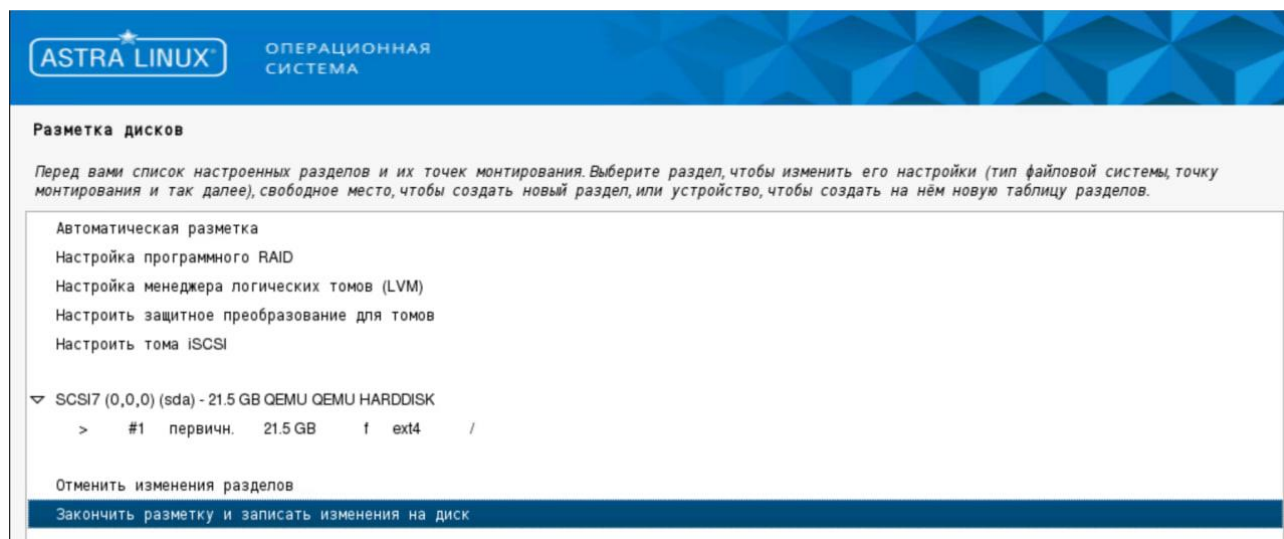 ASTRA LINUX®
ОПЕРАЦИОННАЯ
СИСТЕМА
Разметка дисков
Перед вами список настроенных разделов и их точек монтирования. Выберите раздел, чтобы изменить его настройки (тип файловой системы, точку
монтирования и так далее), свободное место, чтобы создать новый раздел, или устройство, чтобы создать на нём новую таблицу разделов.
Автоматическая разметка
Настройка программного RAID
Настройка менеджера логических томов (LVM)
Настроить защитное преобразование для томов
Настроить тома iSCSI
SCSI7 (0,0,0) (sda) - 21.5 GB QEMU QEMU HARDDISK
> #1 первичн. 21.5 GB f ext4 /
Отменить изменения разделов
Закончить разметку и записать изменения на диск